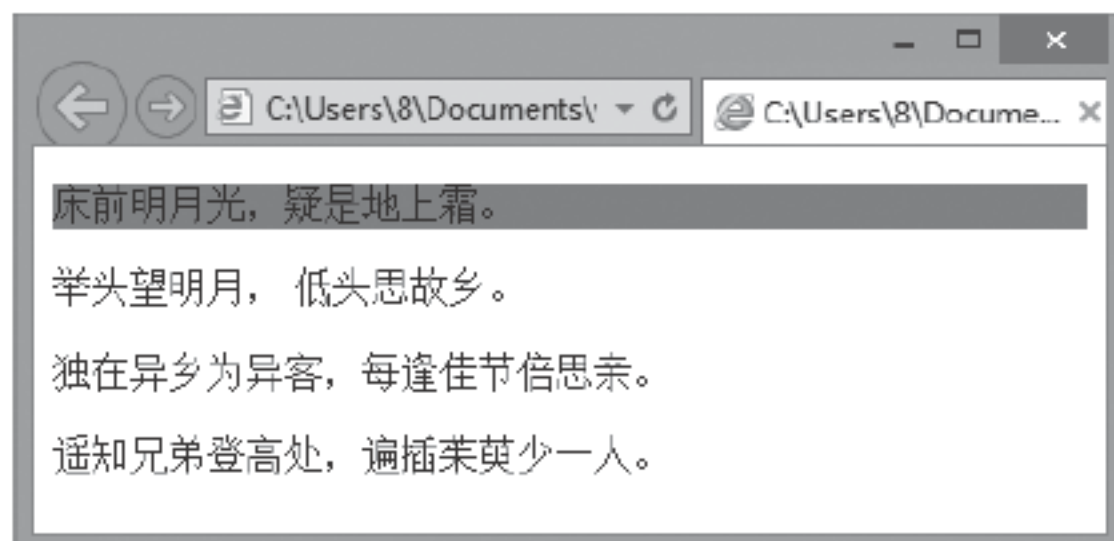 C:\Users\8\Documents\
C:\Users\8\Docume...
床前明月光，疑是地上霜。
举头望明月， 低头思故乡。
独在异乡为异客，每逢佳节倍思亲。
遥知兄弟登高处，遍插茱萸少一人。